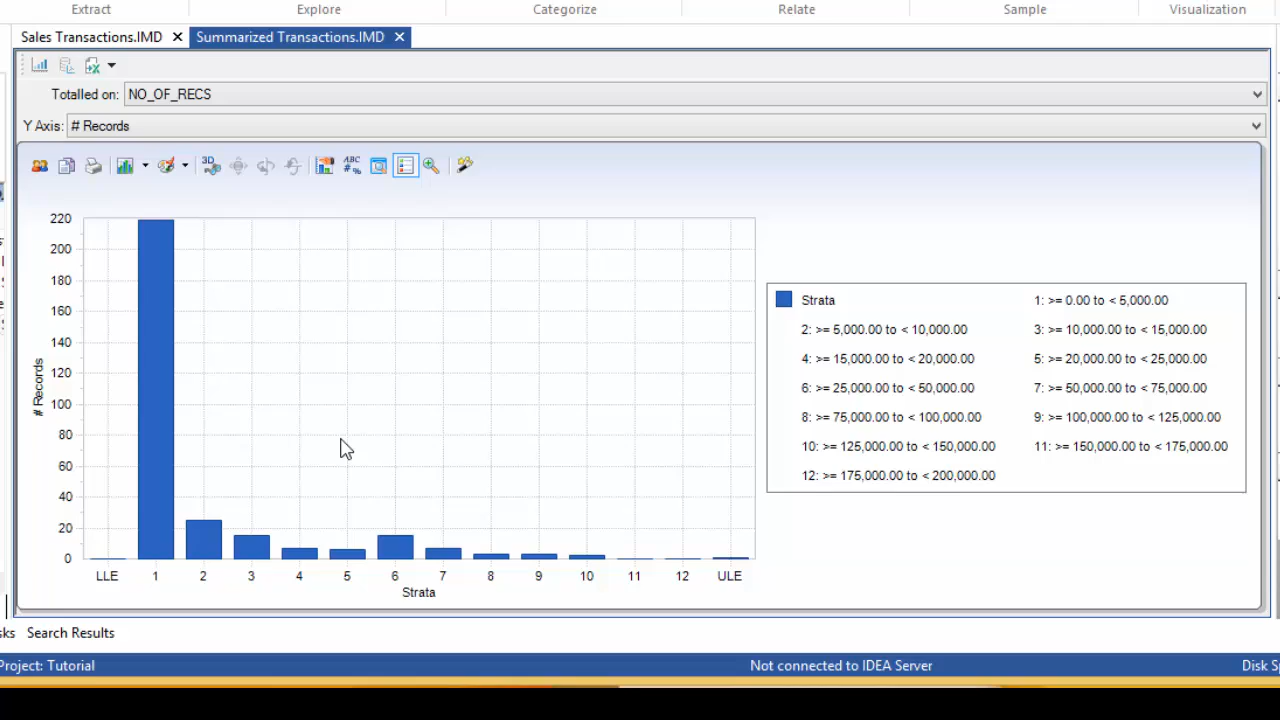 Extract Explore Categorize Relate Sample Visualization
Sales Transactions.IMD Summarized Transactions.IMD
Totalled on: NO_OF_RECS
Y Axis: # Records
3D ABC # %
220
200
180
160
140
120
100
80
60
40
20
0
# Records
LLE 1 2 3 4 5 6 7 8 9 10 11 12 ULE
Strata
Strata 1: >= 0.00 to < 5,000.00
2: >= 5,000.00 to < 10,000.00 3: >= 10,000.00 to < 15,000.00
4: >= 15,000.00 to < 20,000.00 5: >= 20,000.00 to < 25,000.00
6: >= 25,000.00 to < 50,000.00 7: >= 50,000.00 to < 75,000.00
8: >= 75,000.00 to < 100,000.00 9: >= 100,000.00 to < 125,000.00
10: >= 125,000.00 to < 150,000.00 11: >= 150,000.00 to < 175,000.00
12: >= 175,000.00 to < 200,000.00
sks Search Results
Project: Tutorial Not connected to IDEA Server Disk S